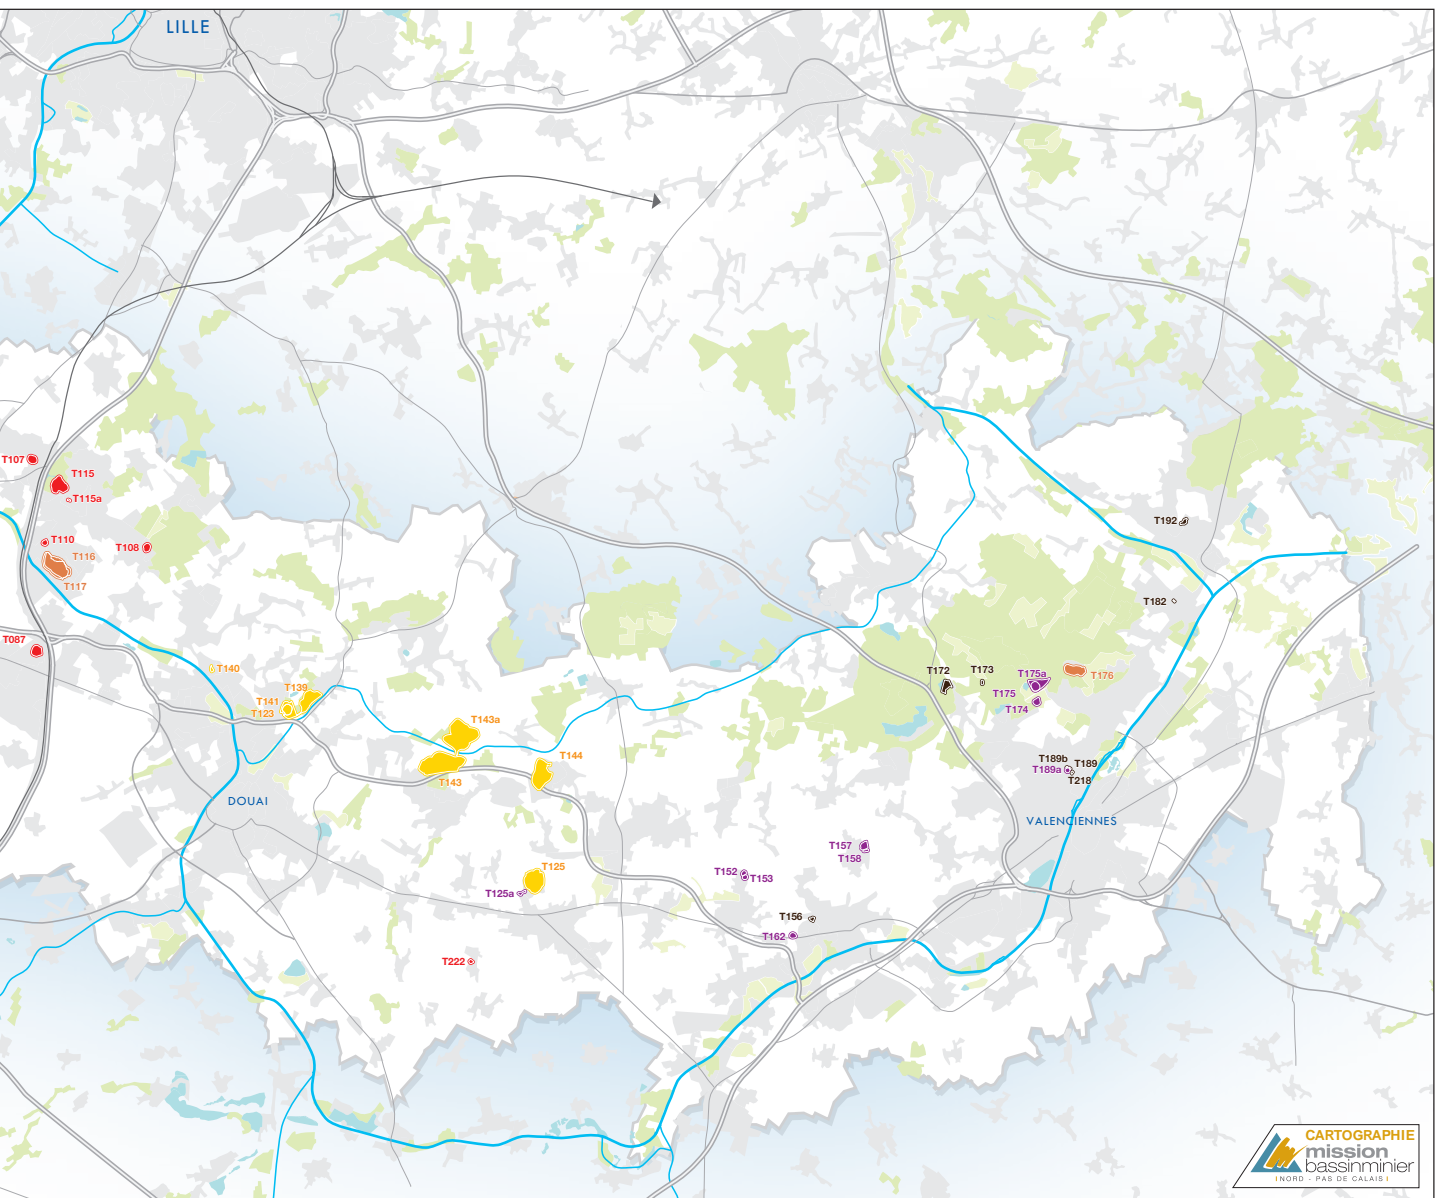 LILLE
T107
T115
T115a
T110
T108
T116
T117
T192
T182
T087
T140
T139
T141
T123
T172
T173
T175a
T175
T174
T176
T143a
T143
T144
T189b
T189
T189a
T218
DOUAI
VALENCIENNES
T157
T158
T125
T125a
T152
T153
T156
T162
T222
CARTOGRAPHIE
mission
bassinminier
NORD - PAS DE CALAIS